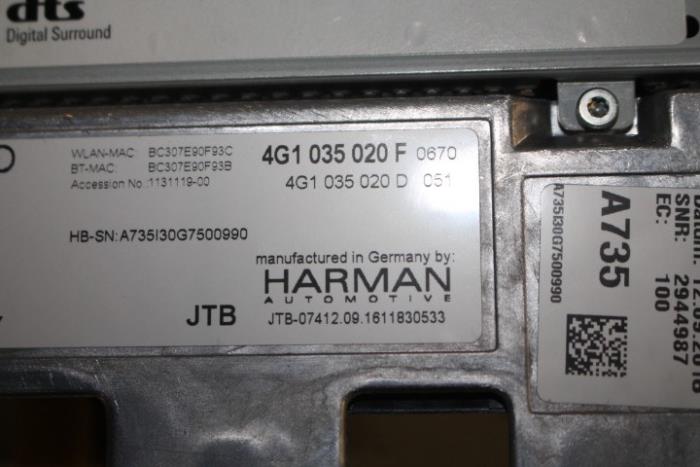 dts
Digital Surround
WLAN-MAC: BC307E90F93C
BT-MAC: BC307E90F93B
Accession No.:1131119-00
4G1 035 020 F 0670
4G1 035 020 D 051
HB-SN:A735I30G7500990
manufactured in Germany by:
HARMAN
AUTOMOTIVE
JTB
JTB-07412.09.1611830533
SNR: 2944987
EC: 100
A735
A735I30G7500990